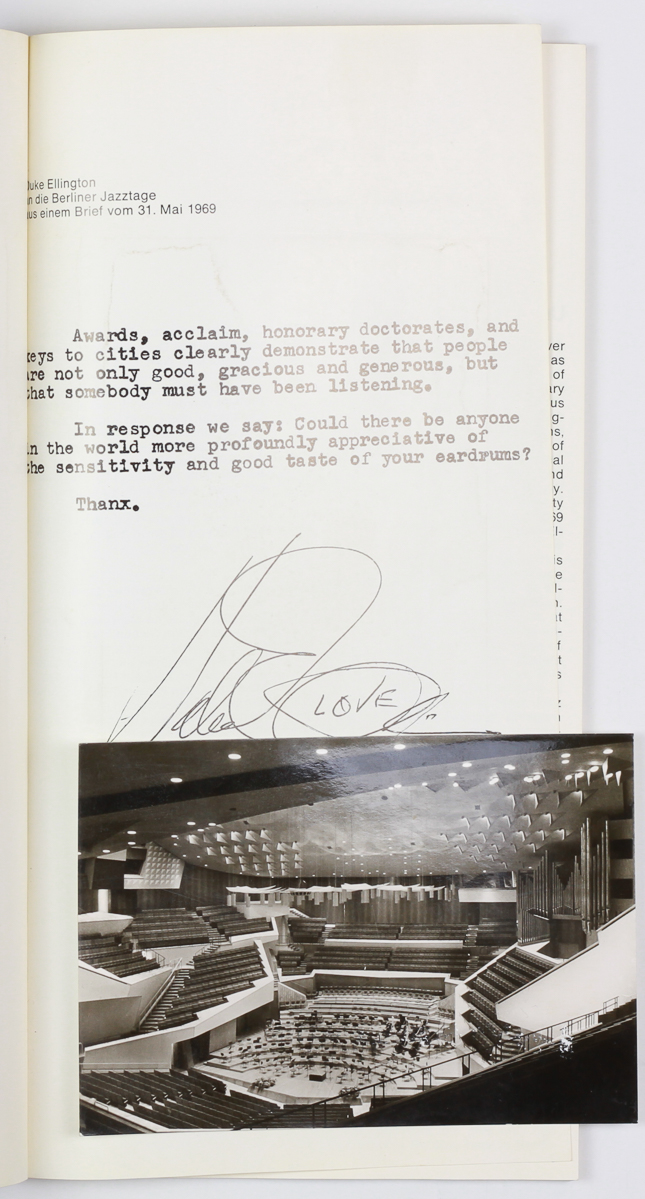 Duke Ellington
an die Berliner Jazztage
aus einem Brief vom 31. Mai 1969
Awards, acclaim, honorary doctorates, and
keys to cities clearly demonstrate that people
are not only good, gracious and generous, but
that somebody must have been listening.
In response we say: Could there be anyone
in the world more profoundly appreciative of
the sensitivity and good taste of your eardrums?
Thanx.
LOVE